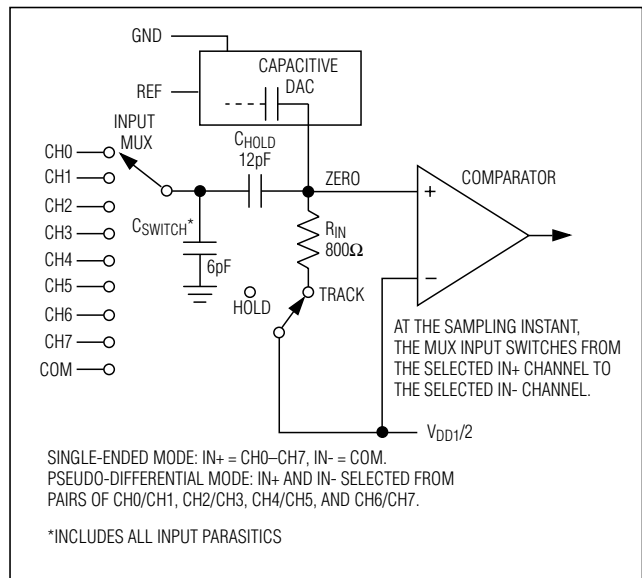 GND
CAPACITIVE
DAC
REF
INPUT
MUX
CHOLD
12pF
CH0
CH1
ZERO
COMPARATOR
+
CH2
CSWITCH*
RIN
800Ω
CH3
CH4
6pF
–
CH5
HOLD
TRACK
CH6
CH7
COM
AT THE SAMPLING INSTANT,
THE MUX INPUT SWITCHES FROM
THE SELECTED IN+ CHANNEL TO
THE SELECTED IN- CHANNEL.
VDD1/2
SINGLE-ENDED MODE: IN+ = CH0–CH7, IN- = COM.
PSEUDO-DIFFERENTIAL MODE: IN+ AND IN- SELECTED FROM
PAIRS OF CH0/CH1, CH2/CH3, CH4/CH5, AND CH6/CH7.
*INCLUDES ALL INPUT PARASITICS